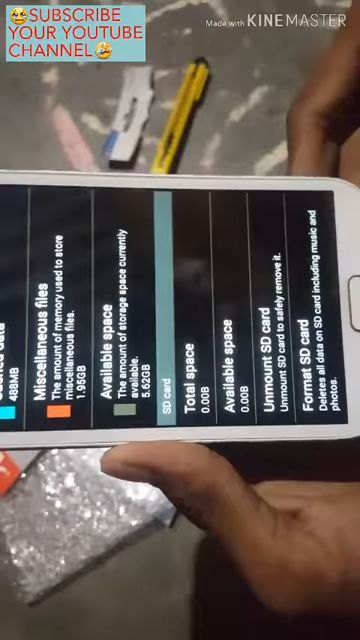 SUBSCRIBE
YOUR YOUTUBE
CHANNEL
Made with KINEMASTER
data
488MB
Miscellaneous files
The amount of memory used to store
miscellaneous files.
1.95GB
Available space
The amount of storage space currently
available.
5.62GB
SD card
Total space
0.00B
Available space
0.00B
Unmount SD card
Unmount SD card to safely remove it.
Format SD card
Deletes all data on SD card including music and
photos.